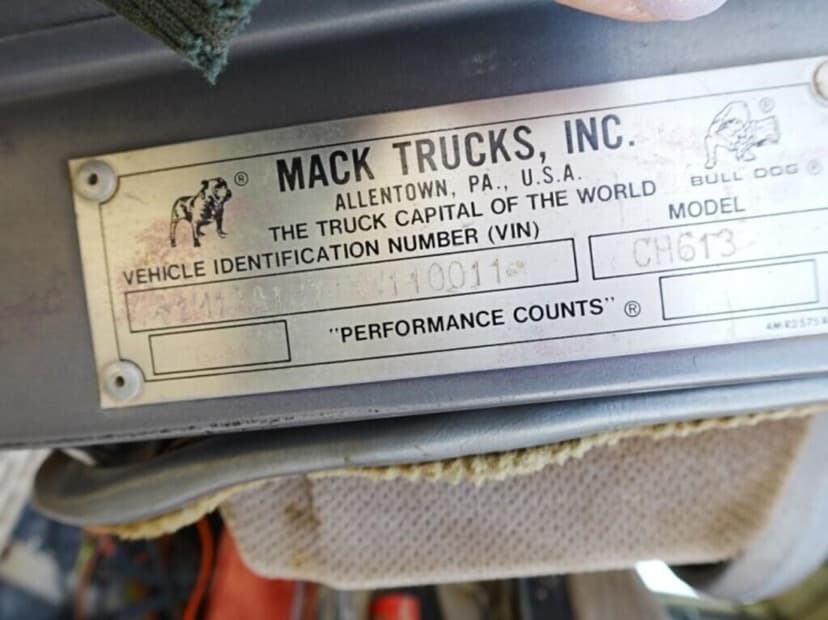 MACK TRUCKS, INC.
ALLENTOWN, PA., U.S.A.
THE TRUCK CAPITAL OF THE WORLD
BULL DOG ®
VEHICLE IDENTIFICATION NUMBER (VIN)
MODEL
CH613
"PERFORMANCE COUNTS" ®